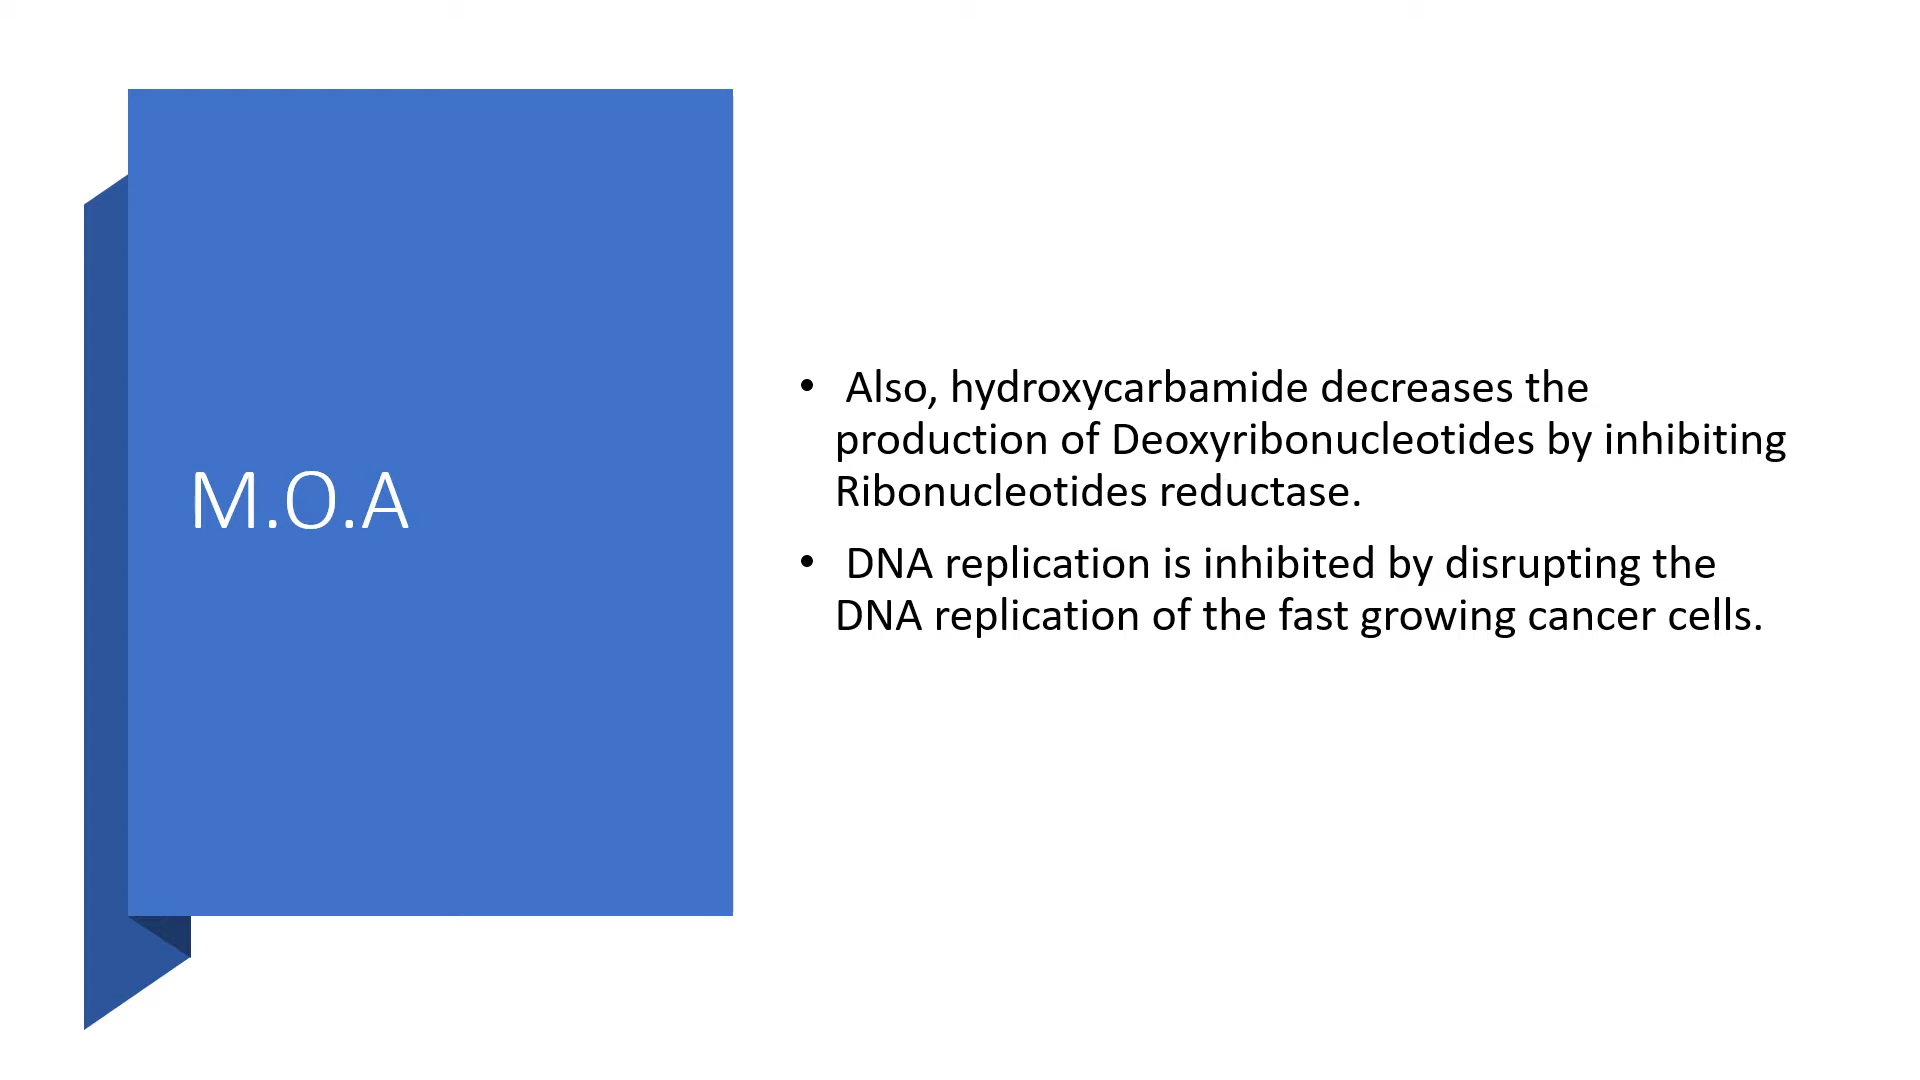 M.O.A
• Also, hydroxycarbamide decreases the
production of Deoxyribonucleotides by inhibiting
Ribonucleotides reductase.
• DNA replication is inhibited by disrupting the
DNA replication of the fast growing cancer cells.